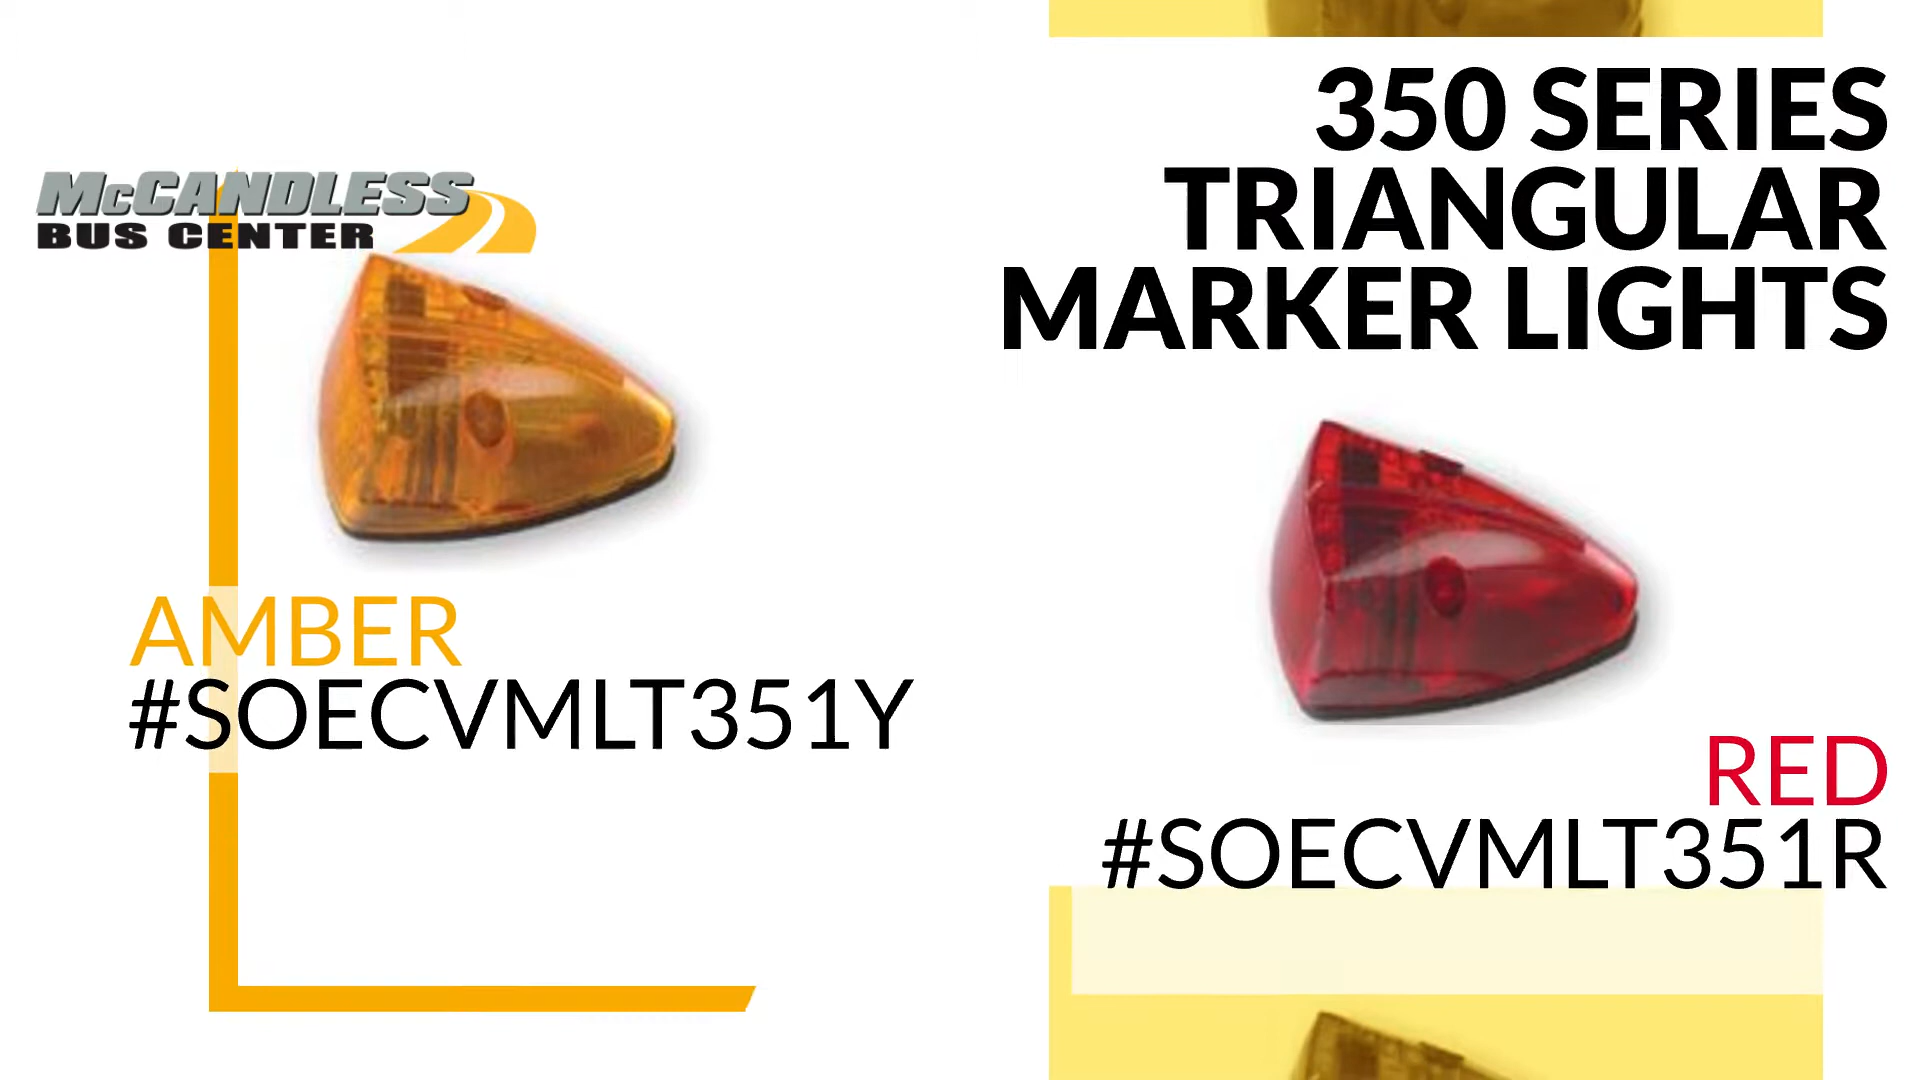 McCANDLESS
BUS CENTER
350 SERIES
TRIANGULAR
MARKER LIGHTS
AMBER
#SOECVMLT351Y
RED
#SOECVMLT351R